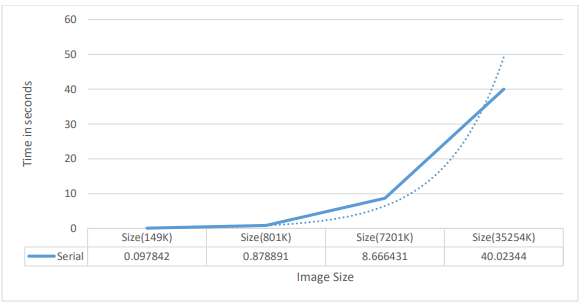 60
50
40
30
20
10
0
Time in seconds
Size(149K) Size(801K) Size(7201K) Size(35254K)
Serial 0.097842 0.878891 8.666431 40.02344
Image Size